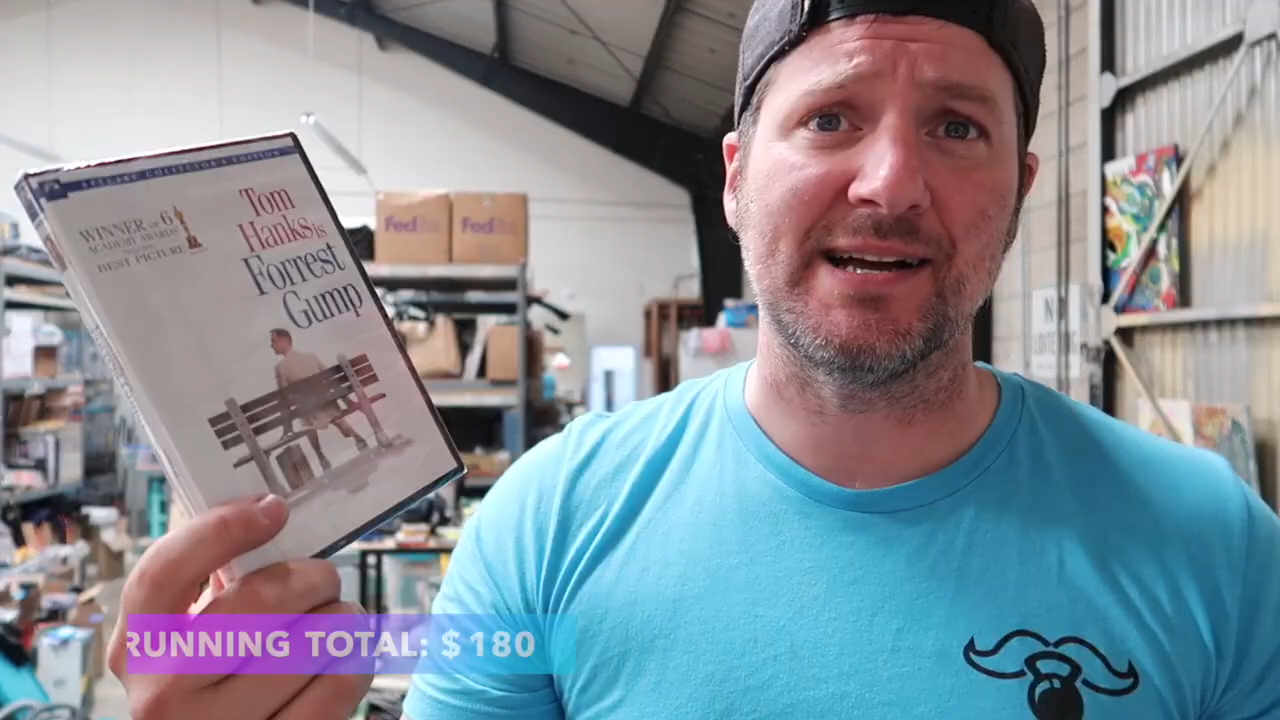 SPECIAL COLLECTOR'S EDITION
WINNER OF 6
ACADEMY AWARDS
BEST PICTURE
Tom
Hanks is
Forrest
Gump
FedEx
FedEx
RUNNING TOTAL: $180